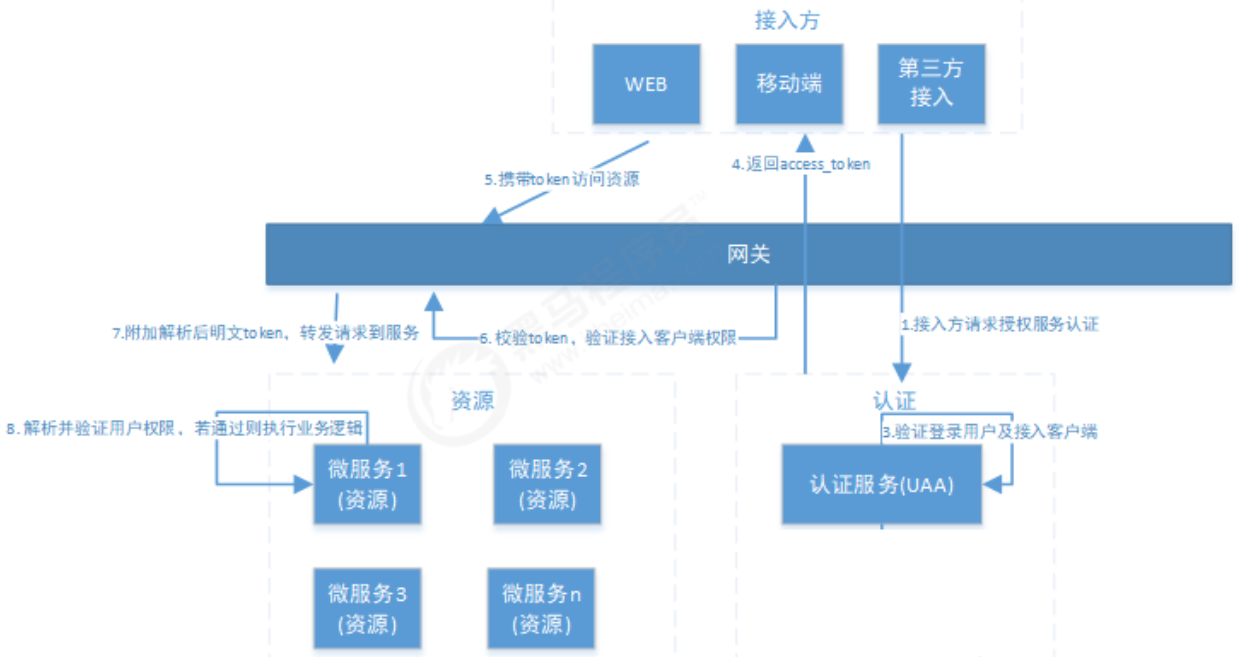 接入方
WEB
移动端
第三方
接入
4.返回access_token
5.携带token访问资源
网关
1.接入方请求授权服务认证
7.附加解析后明文token，转发请求到服务
6.校验token，验证接入客户端权限
资源
认证
8.解析并验证用户权限，若通过则执行业务逻辑
3.验证登录用户及接入客户端
微服务1
(资源)
微服务2
(资源)
认证服务(UAA)
微服务3
(资源)
微服务n
(资源)
黑马程序员